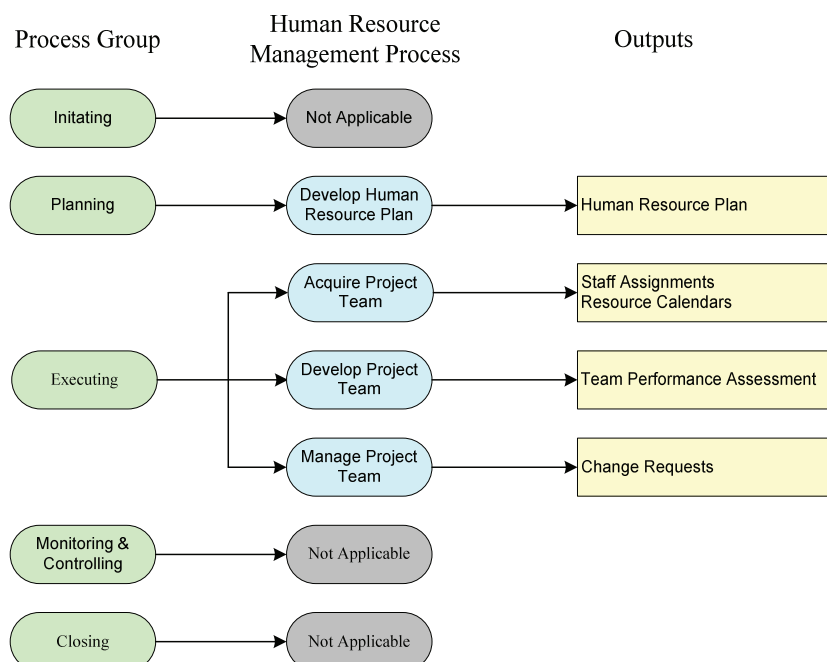 Process Group
Human Resource
Management Process
Outputs
Initating
Not Applicable
Planning
Develop Human
Resource Plan
Human Resource Plan
Executing
Acquire Project
Team
Staff Assignments
Resource Calendars
Develop Project
Team
Team Performance Assessment
Manage Project
Team
Change Requests
Monitoring &
Controlling
Not Applicable
Closing
Not Applicable